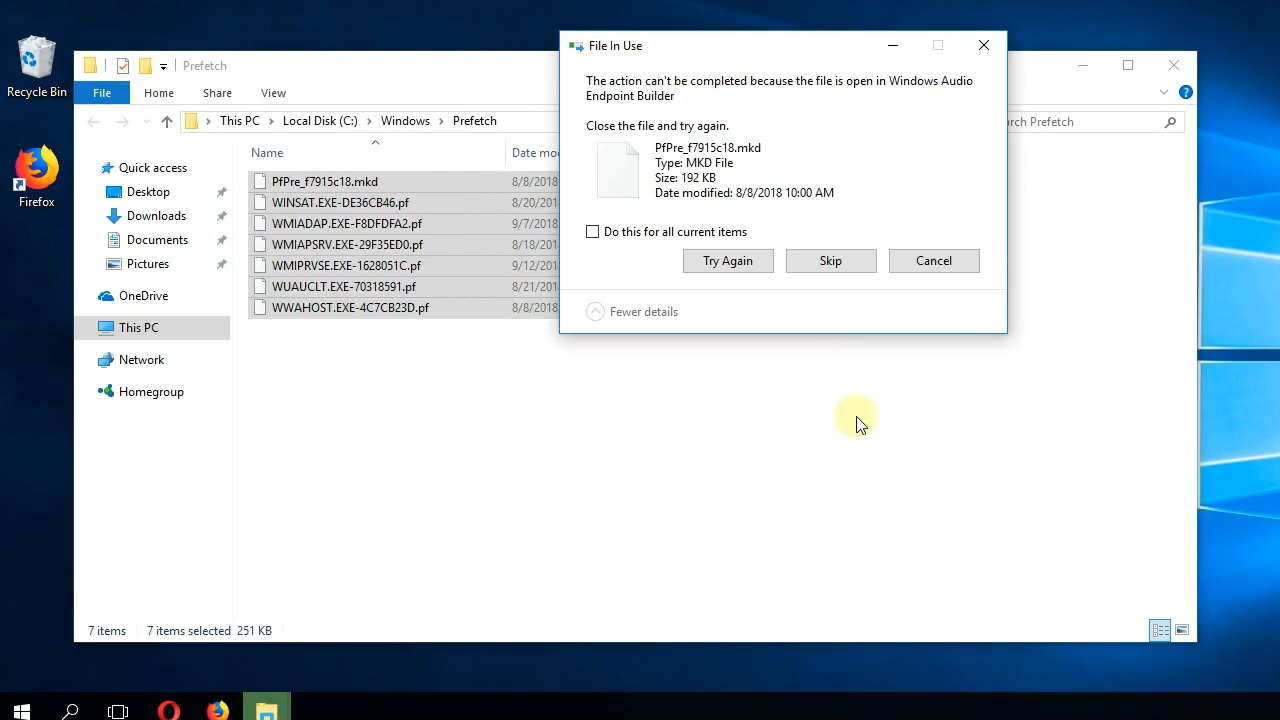 Recycle Bin
Firefox
Prefetch
File
Home
Share
View
This PC
Local Disk (C:)
Windows
Prefetch
rch Prefetch
Quick access
Desktop
Downloads
Documents
Pictures
OneDrive
This PC
Network
Homegroup
Name
Date mo
PfPre_f7915c18.mkd
8/8/2018
WINSAT.EXE-DE36CB46.pf
8/20/201
WMIADAP.EXE-F8DFDFA2.pf
9/7/2018
WMIAPSRV.EXE-29F35ED0.pf
8/18/201
WMIPRVSE.EXE-1628051C.pf
9/12/201
WUAUCLT.EXE-70318591.pf
8/21/201
WWAHOST.EXE-4C7CB23D.pf
8/8/2018
7 items
7 items selected 251 KB
File In Use
The action can't be completed because the file is open in Windows Audio
Endpoint Builder
Close the file and try again.
PfPre_f7915c18.mkd
Type: MKD File
Size: 192 KB
Date modified: 8/8/2018 10:00 AM
Do this for all current items
Try Again
Skip
Cancel
Fewer details